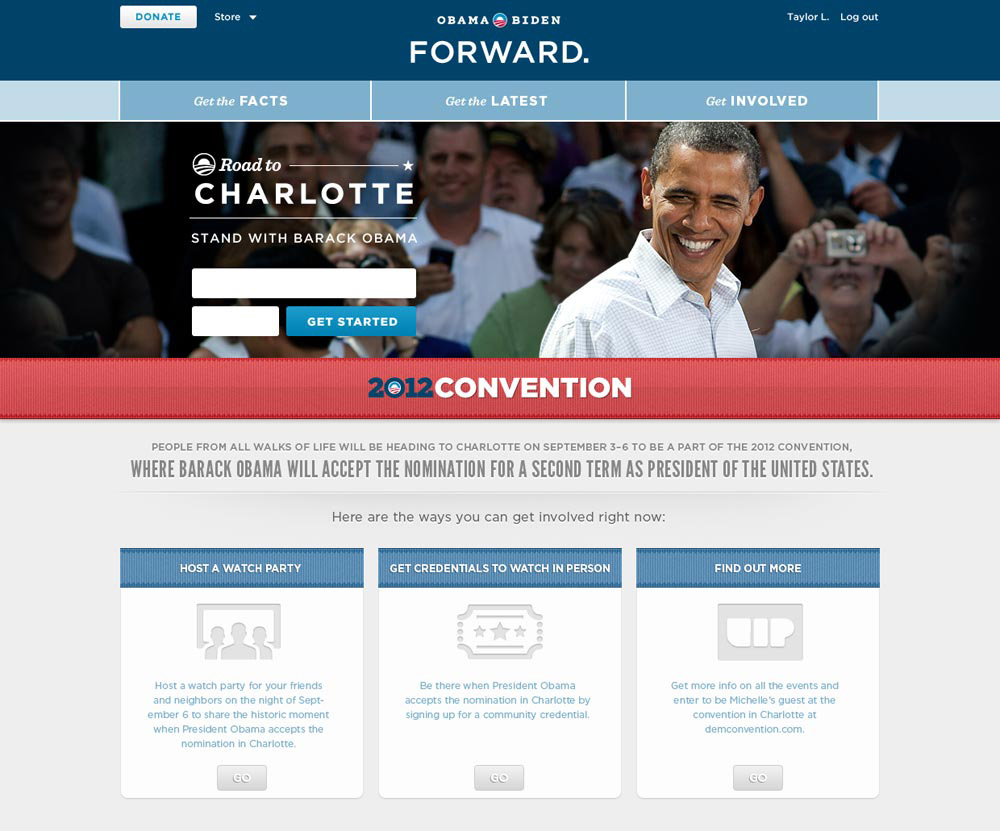 DONATE
Store
OBAMA BIDEN
FORWARD.
Taylor L.
Log out
Get the FACTS
Get the LATEST
Get INVOLVED
Road to
CHARLOTTE
STAND WITH BARACK OBAMA
GET STARTED
2012 CONVENTION
PEOPLE FROM ALL WALKS OF LIFE WILL BE HEADING TO CHARLOTTE ON SEPTEMBER 3–6 TO BE A PART OF THE 2012 CONVENTION,
WHERE BARACK OBAMA WILL ACCEPT THE NOMINATION FOR A SECOND TERM AS PRESIDENT OF THE UNITED STATES.
Here are the ways you can get involved right now:
HOST A WATCH PARTY
Host a watch party for your friends
and neighbors on the night of Sept-
ember 6 to share the historic moment
when President Obama accepts the
nomination in Charlotte.
GO
GET CREDENTIALS TO WATCH IN PERSON
Be there when President Obama
accepts the nomination in Charlotte by
signing up for a community credential.
GO
FIND OUT MORE
VIP
Get more info on all the events and
enter to be Michelle's guest at the
convention in Charlotte at
demconvention.com.
GO